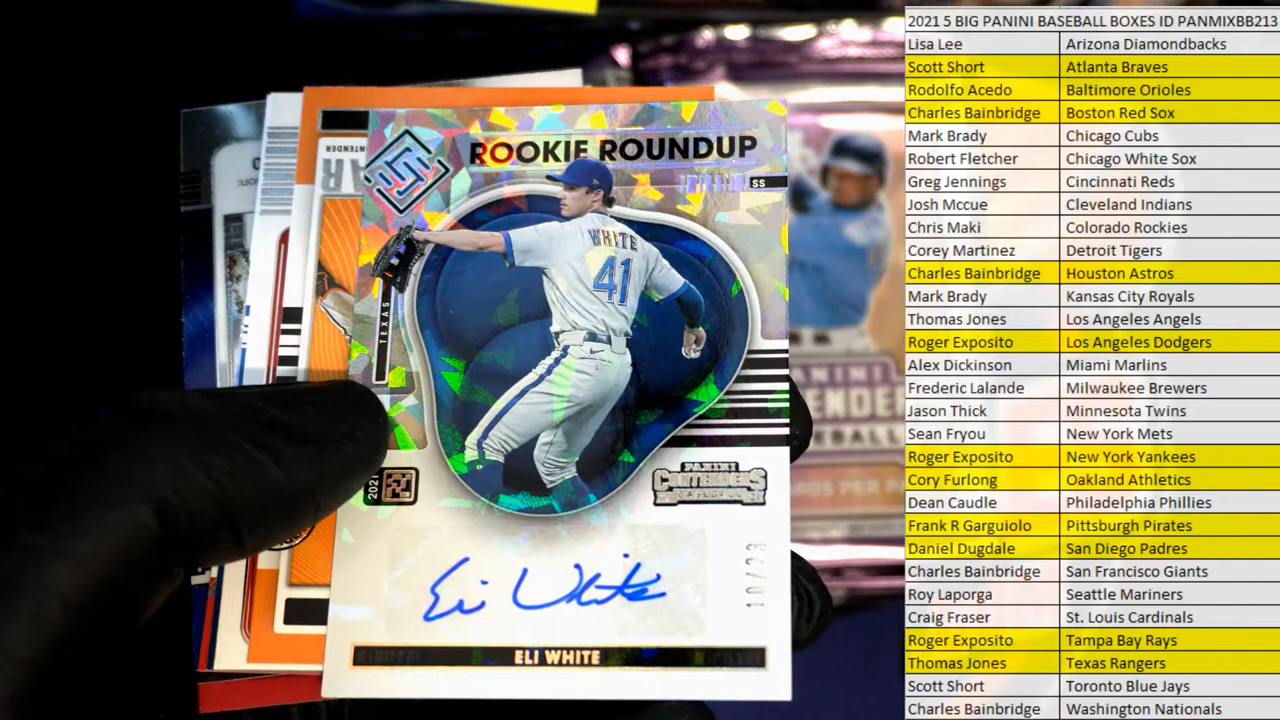 ROOKIE ROUNDUP
SS
WHITE
41
TEXAS
2021
PANINI
CONTENDERS
BASEBALL
Eli White
10/23
ELI WHITE
2021 5 BIG PANINI BASEBALL BOXES ID PANMIXBB213
Lisa Lee Arizona Diamondbacks
Scott Short Atlanta Braves
Rodolfo Acedo Baltimore Orioles
Charles Bainbridge Boston Red Sox
Mark Brady Chicago Cubs
Robert Fletcher Chicago White Sox
Greg Jennings Cincinnati Reds
Josh Mccue Cleveland Indians
Chris Maki Colorado Rockies
Corey Martinez Detroit Tigers
Charles Bainbridge Houston Astros
Mark Brady Kansas City Royals
Thomas Jones Los Angeles Angels
Roger Exposito Los Angeles Dodgers
Alex Dickinson Miami Marlins
Frederic Lalande Milwaukee Brewers
Jason Thick Minnesota Twins
Sean Fryou New York Mets
Roger Exposito New York Yankees
Cory Furlong Oakland Athletics
Dean Caudle Philadelphia Phillies
Frank R Garguiolo Pittsburgh Pirates
Daniel Dugdale San Diego Padres
Charles Bainbridge San Francisco Giants
Roy Laporga Seattle Mariners
Craig Fraser St. Louis Cardinals
Roger Exposito Tampa Bay Rays
Thomas Jones Texas Rangers
Scott Short Toronto Blue Jays
Charles Bainbridge Washington Nationals